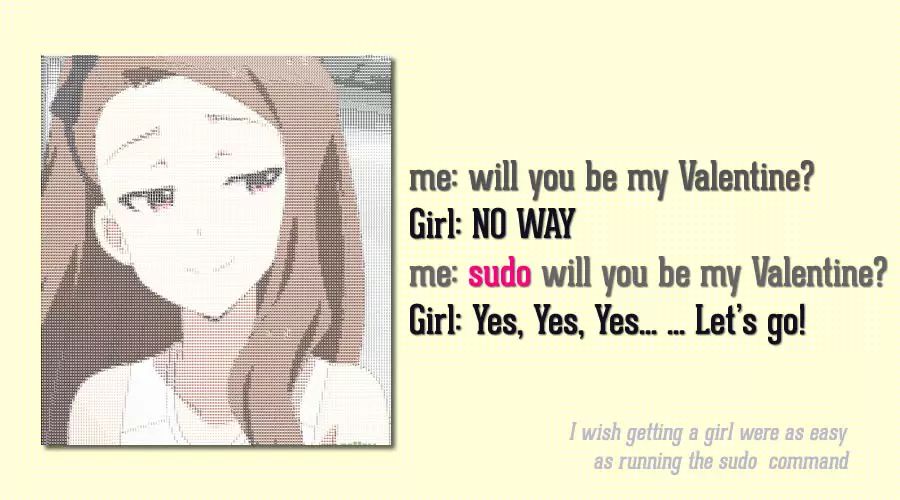 me: will you be my Valentine?
Girl: NO WAY
me: sudo will you be my Valentine?
Girl: Yes, Yes, Yes... ... Let's go!
I wish getting a girl were as easy
as running the sudo command